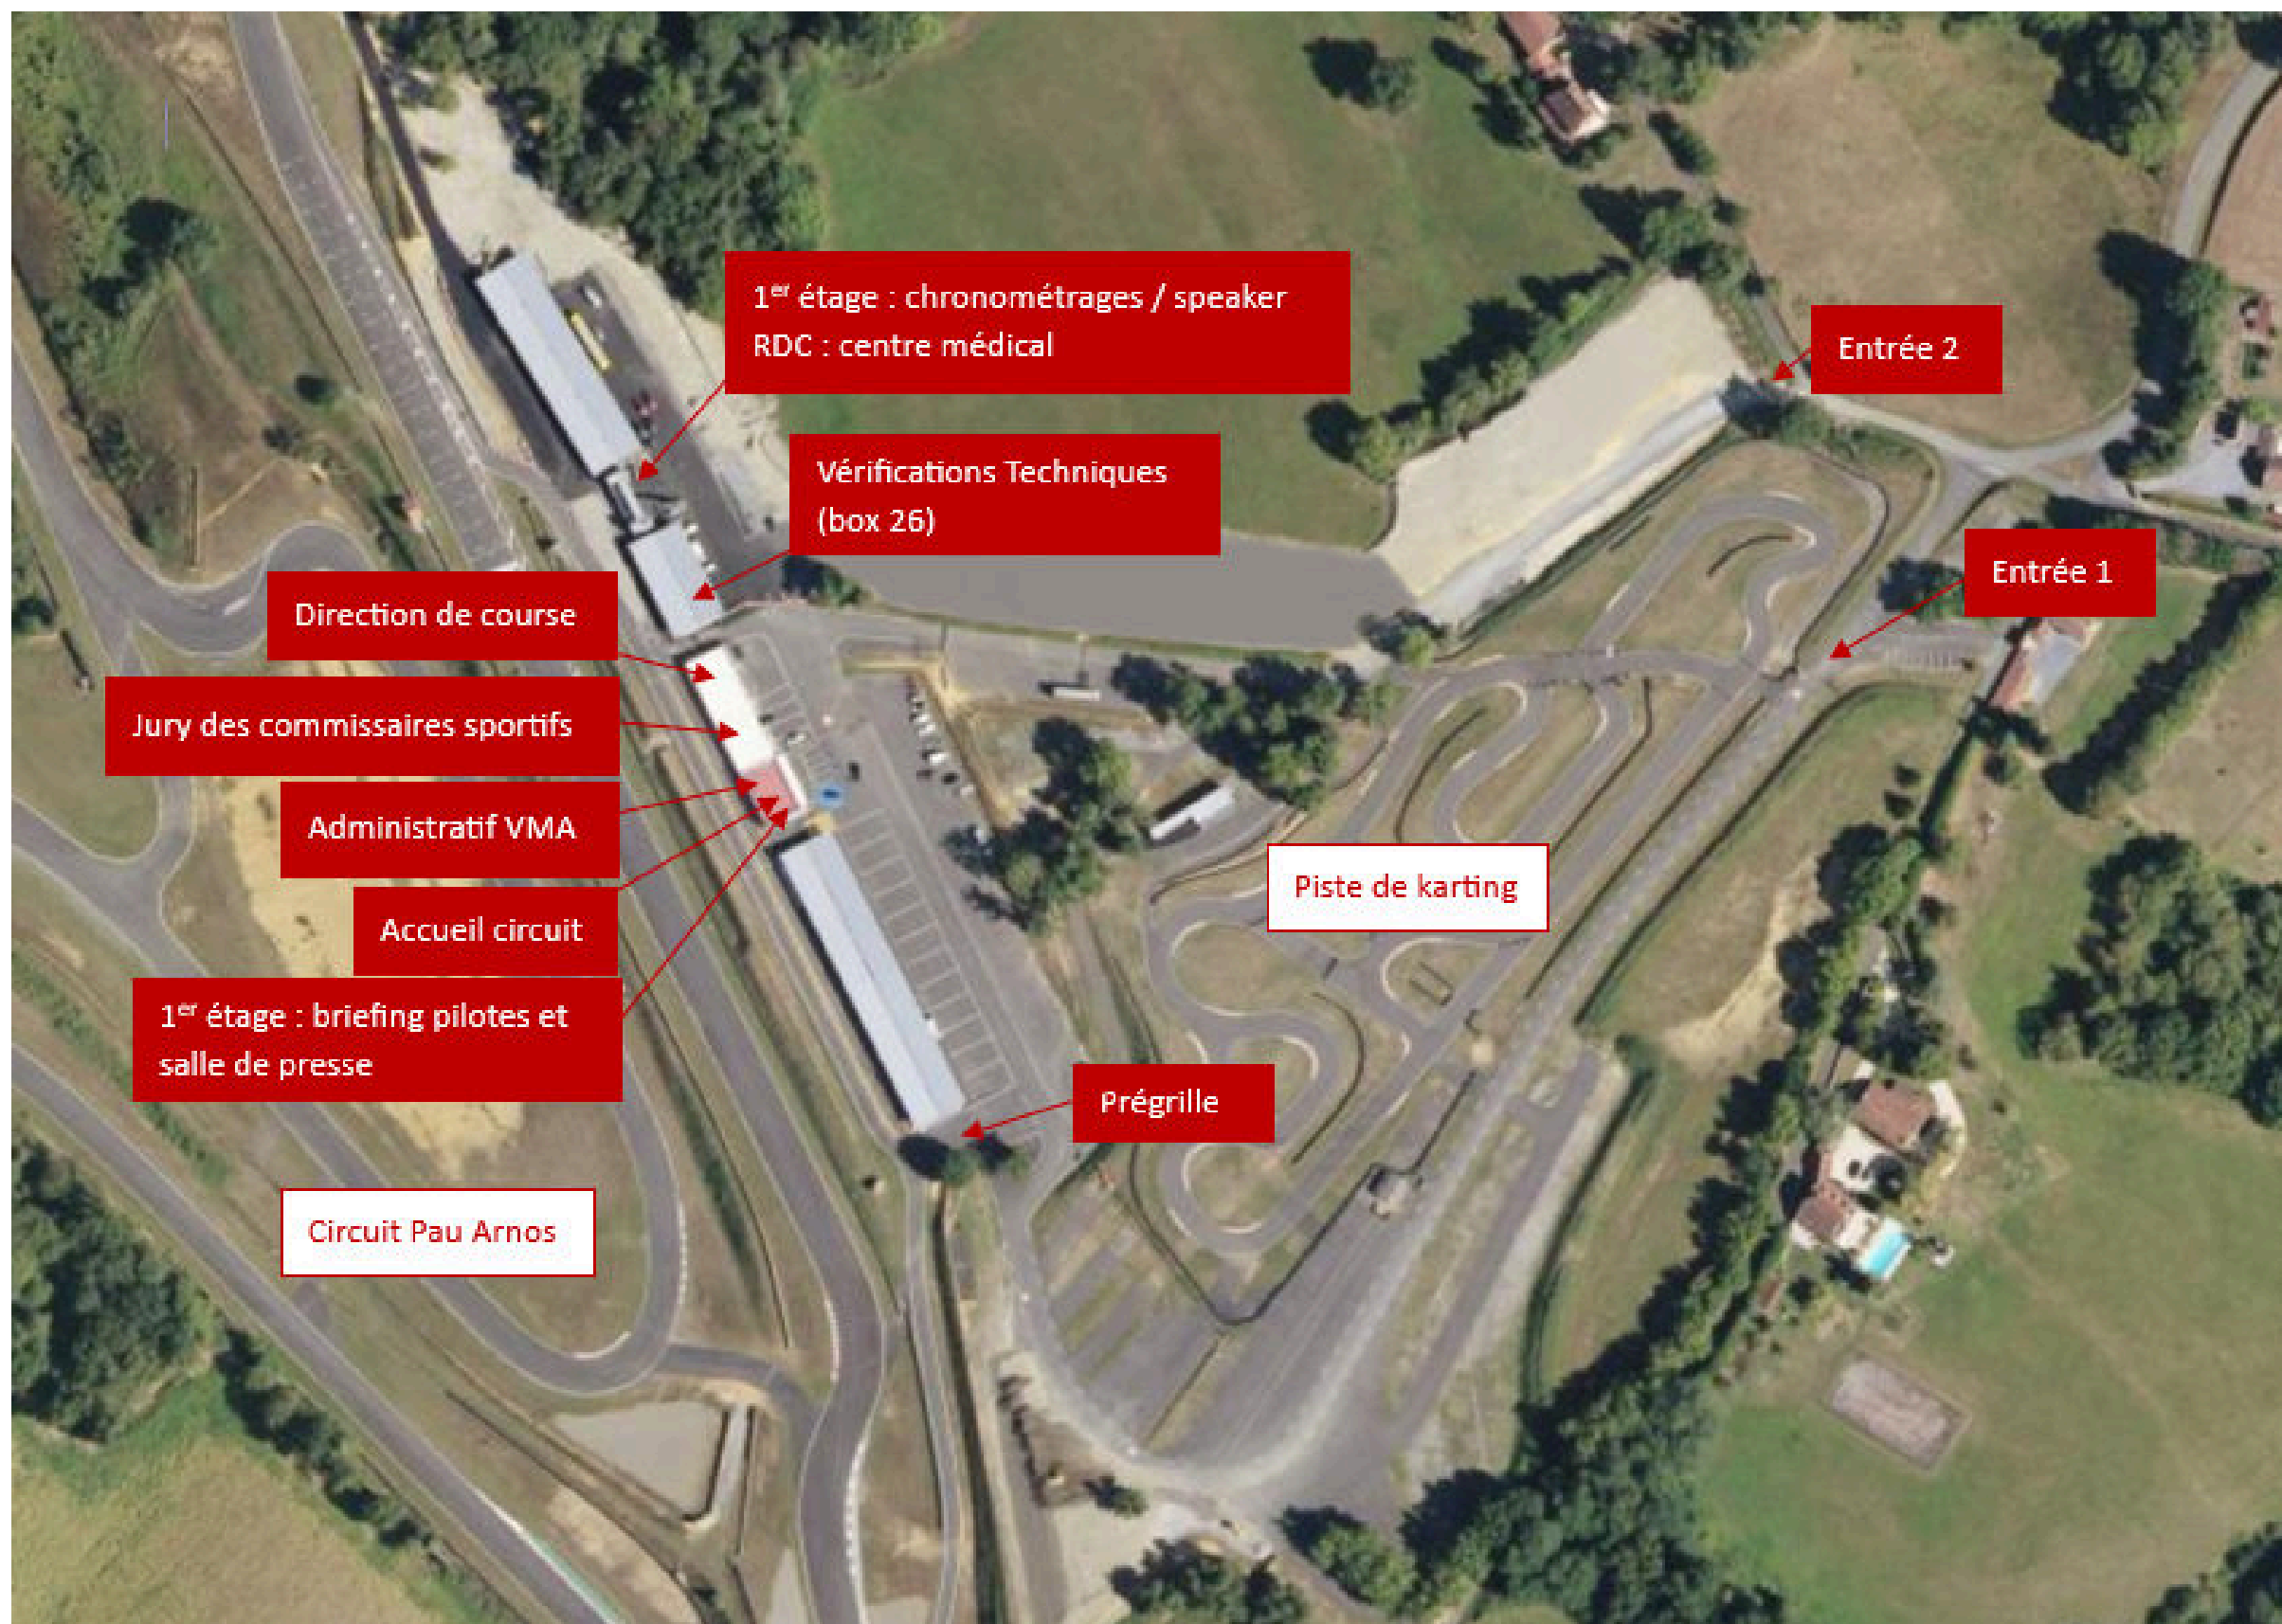 1er étage : chronométrages / speaker
RDC : centre médical
Entrée 2
Vérifications Techniques
(box 26)
Entrée 1
Direction de course
Jury des commissaires sportifs
Administratif VMA
Piste de karting
Accueil circuit
1er étage : briefing pilotes et
salle de presse
Prégrille
Circuit Pau Arnos